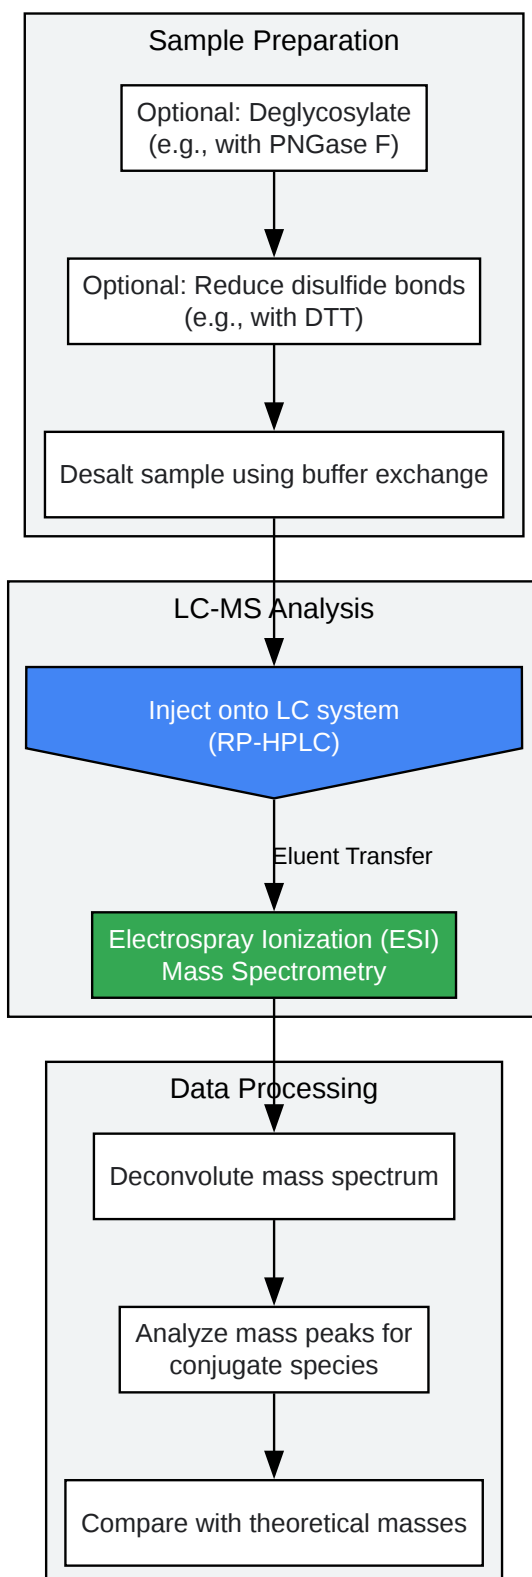 Sample Preparation
Optional: Deglycosylate
(e.g., with PNGase F)
Optional: Reduce disulfide bonds
(e.g., with DTT)
Desalt sample using buffer exchange
LC-MS Analysis
Inject onto LC system
(RP-HPLC)
Eluent Transfer
Electrospray Ionization (ESI)
Mass Spectrometry
Data Processing
Deconvolute mass spectrum
Analyze mass peaks for
conjugate species
Compare with theoretical masses